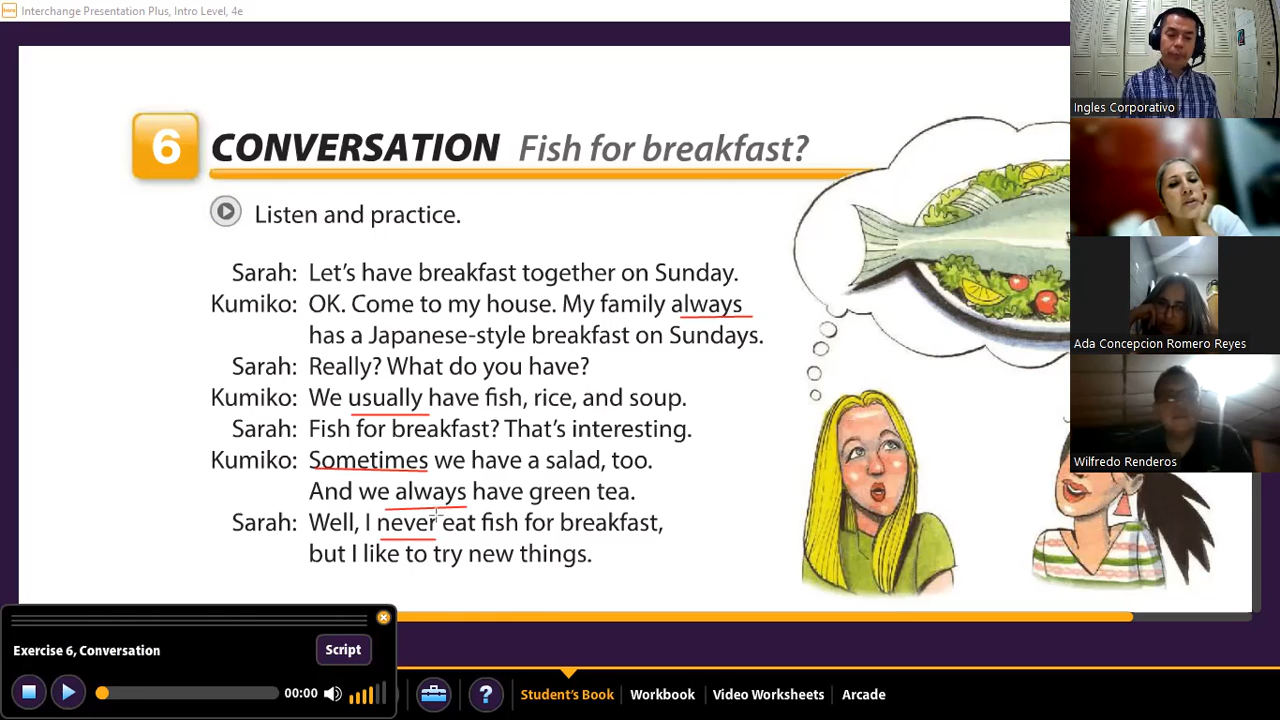 Interchange Presentation Plus, Intro Level, 4e
Ingles Corporativo
6 CONVERSATION Fish for breakfast?
Listen and practice.
Sarah: Let's have breakfast together on Sunday.
Kumiko: OK. Come to my house. My family always
has a Japanese-style breakfast on Sundays.
Sarah: Really? What do you have?
Kumiko: We usually have fish, rice, and soup.
Sarah: Fish for breakfast? That's interesting.
Kumiko: Sometimes we have a salad, too.
And we always have green tea.
Sarah: Well, I never eat fish for breakfast,
but I like to try new things.
Ada Concepcion Romero Reyes
Wilfredo Renderos
Exercise 6, Conversation
Script
00:00
?
Student's Book
Workbook
Video Worksheets
Arcade